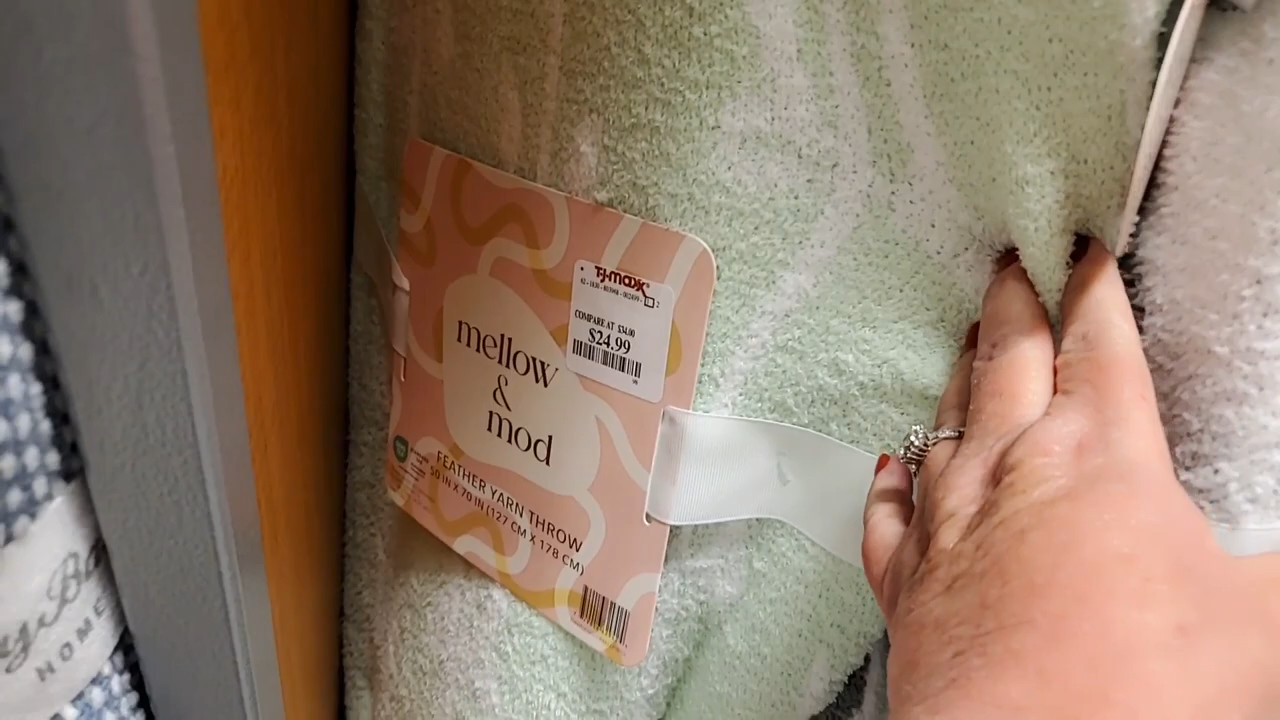 T·J·maxx®
COMPARE AT $34.00
$24.99
mellow
&
mod
FEATHER YARN THROW
50 IN X 70 IN (127 CM X 178 CM)
HOME